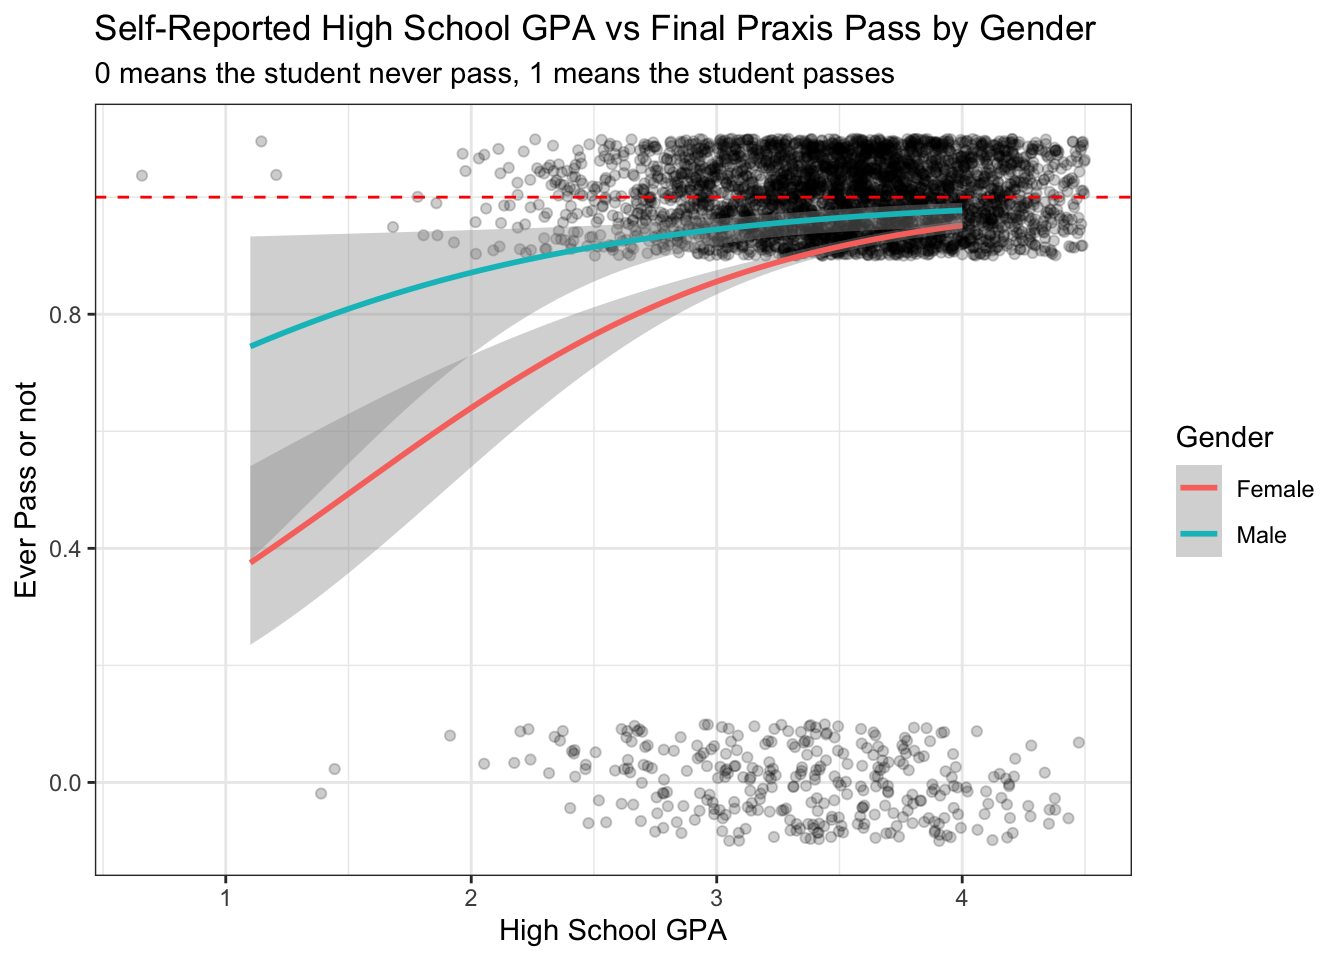 Self-Reported High School GPA vs Final Praxis Pass by Gender
0 means the student never pass, 1 means the student passes
Ever Pass or not
0.8
0.4
0.0
1 2 3 4
High School GPA
Gender
Female
Male